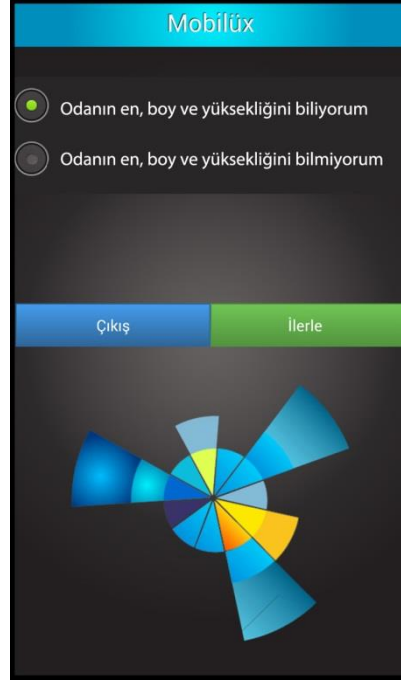 Mobilüx
Odanın en, boy ve yüksekliğini biliyorum
Odanın en, boy ve yüksekliğini bilmiyorum
Çıkış
İlerle